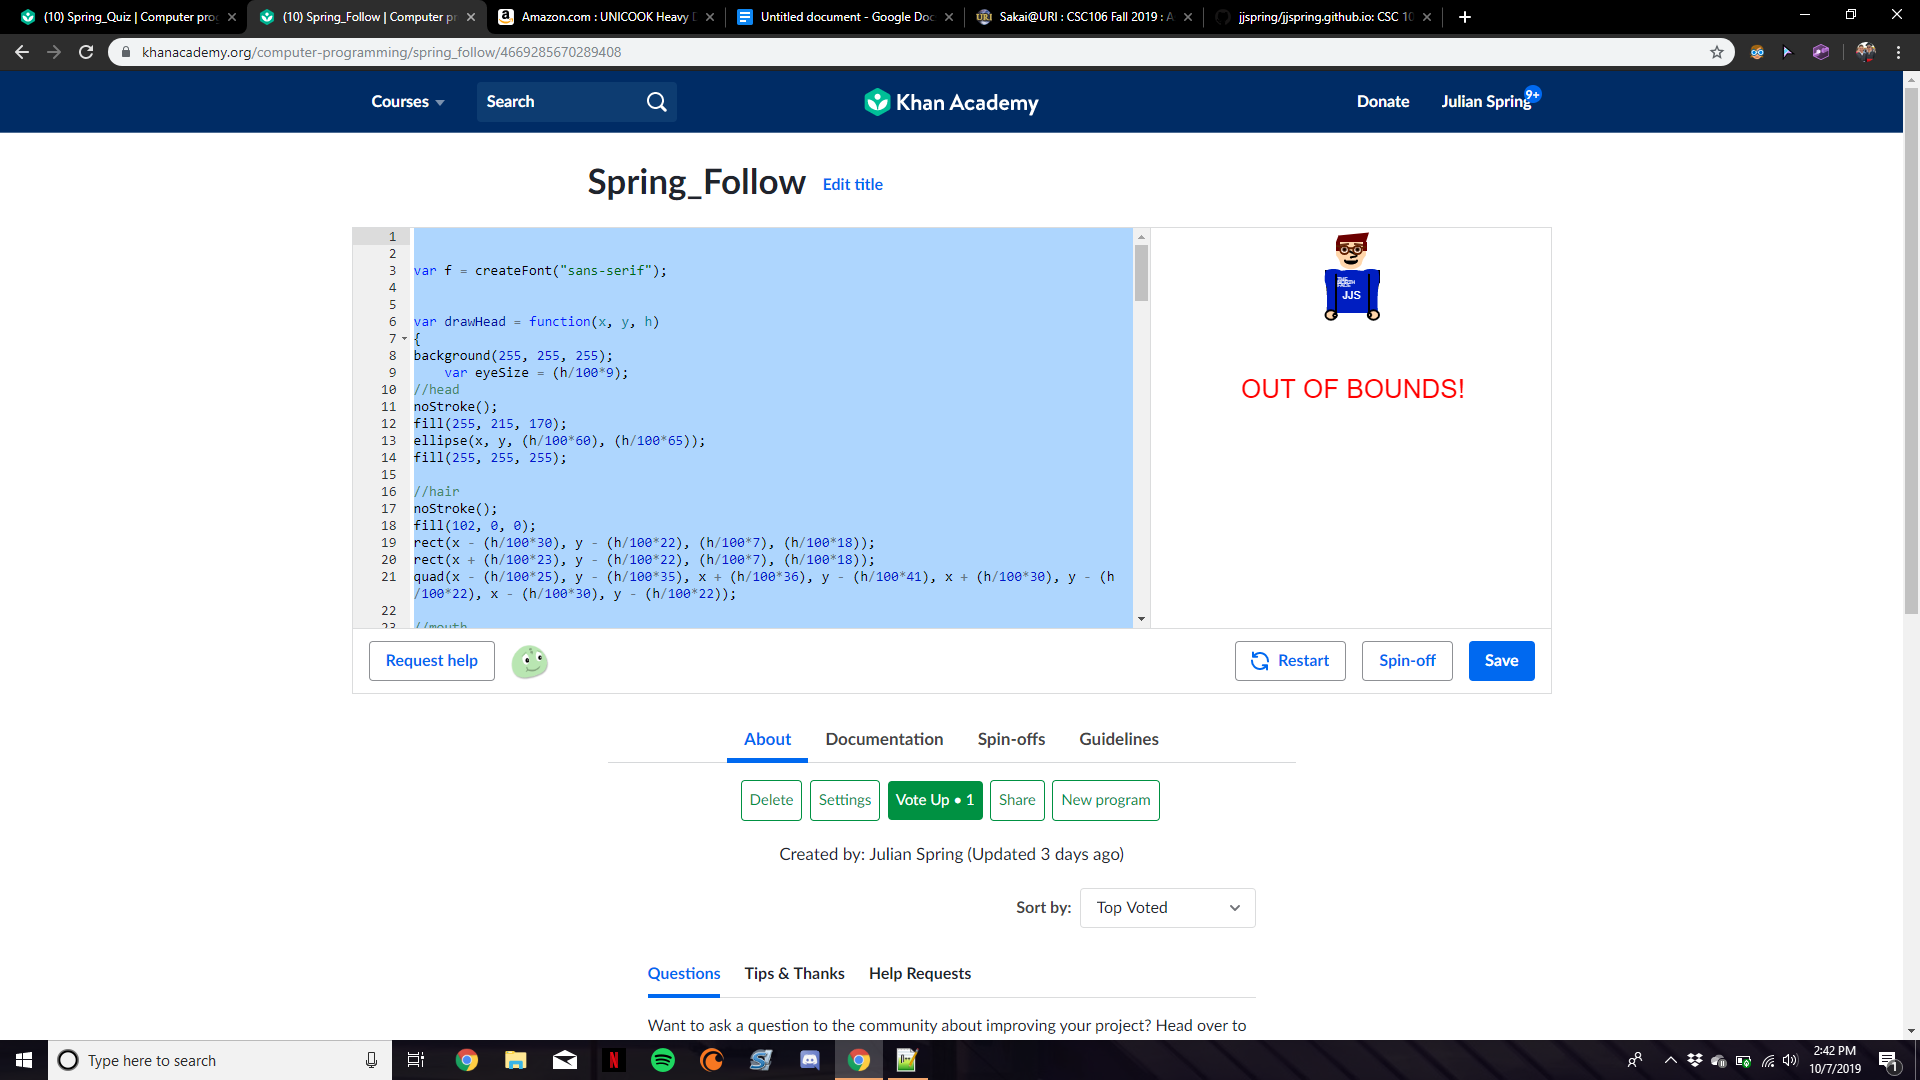 (10) Spring_Quiz | Computer pro
(10) Spring_Follow | Computer pr
Amazon.com : UNICOOK Heavy D
Untitled document - Google Doc
Sakai@URI : CSC106 Fall 2019 : A
jjspring/jjspring.github.io: CSC 10
khanacademy.org/computer-programming/spring_follow/4669285670289408
Courses
Search
Khan Academy
Donate
Julian Spring
9+
Spring_Follow
Edit title
1
2
3 var f = createFont("sans-serif");
4
5
6 var drawHead = function(x, y, h)
7 {
8 background(255, 255, 255);
9 var eyeSize = (h/100*9);
10 //head
11 noStroke();
12 fill(255, 215, 170);
13 ellipse(x, y, (h/100*60), (h/100*65));
14 fill(255, 255, 255);
15
16 //hair
17 noStroke();
18 fill(102, 0, 0);
19 rect(x - (h/100*30), y - (h/100*22), (h/100*7), (h/100*18));
20 rect(x + (h/100*23), y - (h/100*22), (h/100*7), (h/100*18));
21 quad(x - (h/100*25), y - (h/100*35), x + (h/100*36), y - (h/100*41), x + (h/100*30), y - (h
/100*22), x - (h/100*30), y - (h/100*22));
22
23 //mouth
JJS
OUT OF BOUNDS!
Request help
Restart
Spin-off
Save
About
Documentation
Spin-offs
Guidelines
Delete
Settings
Vote Up • 1
Share
New program
Created by: Julian Spring (Updated 3 days ago)
Sort by:
Top Voted
Questions
Tips & Thanks
Help Requests
Want to ask a question to the community about improving your project? Head over to
Type here to search
2:42 PM
10/7/2019
1